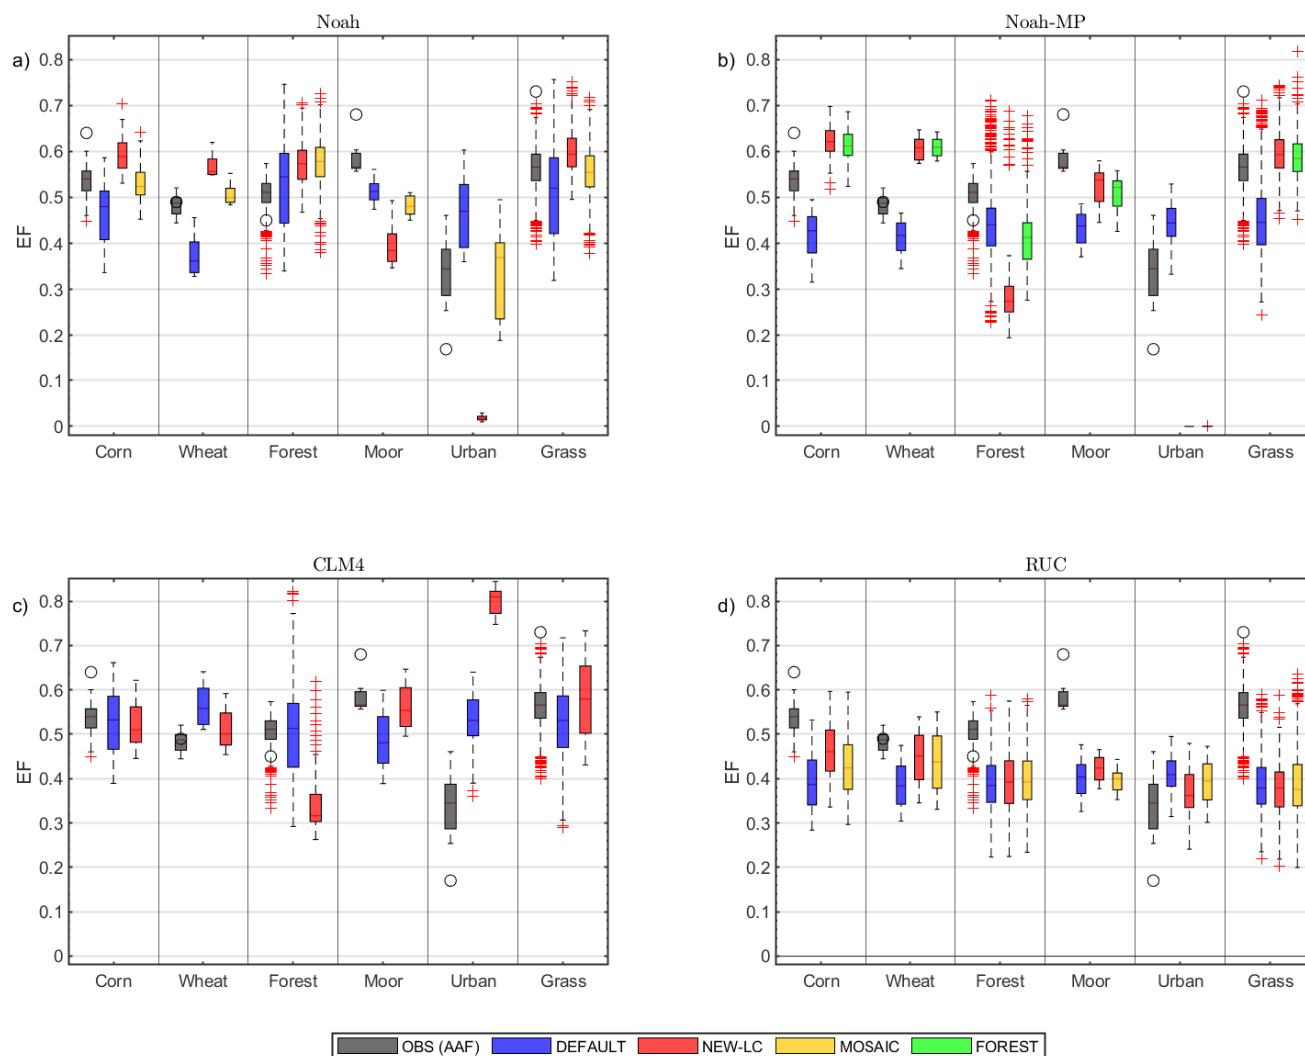 Noah
a)
EF
0.8
0.7
0.6
0.5
0.4
0.3
0.2
0.1
0
Corn Wheat Forest Moor Urban Grass
Noah-MP
b)
EF
0.8
0.7
0.6
0.5
0.4
0.3
0.2
0.1
0
Corn Wheat Forest Moor Urban Grass
CLM4
c)
EF
0.8
0.7
0.6
0.5
0.4
0.3
0.2
0.1
0
Corn Wheat Forest Moor Urban Grass
RUC
d)
EF
0.8
0.7
0.6
0.5
0.4
0.3
0.2
0.1
0
Corn Wheat Forest Moor Urban Grass
OBS (AAF) DEFAULT NEW-LC MOSAIC FOREST